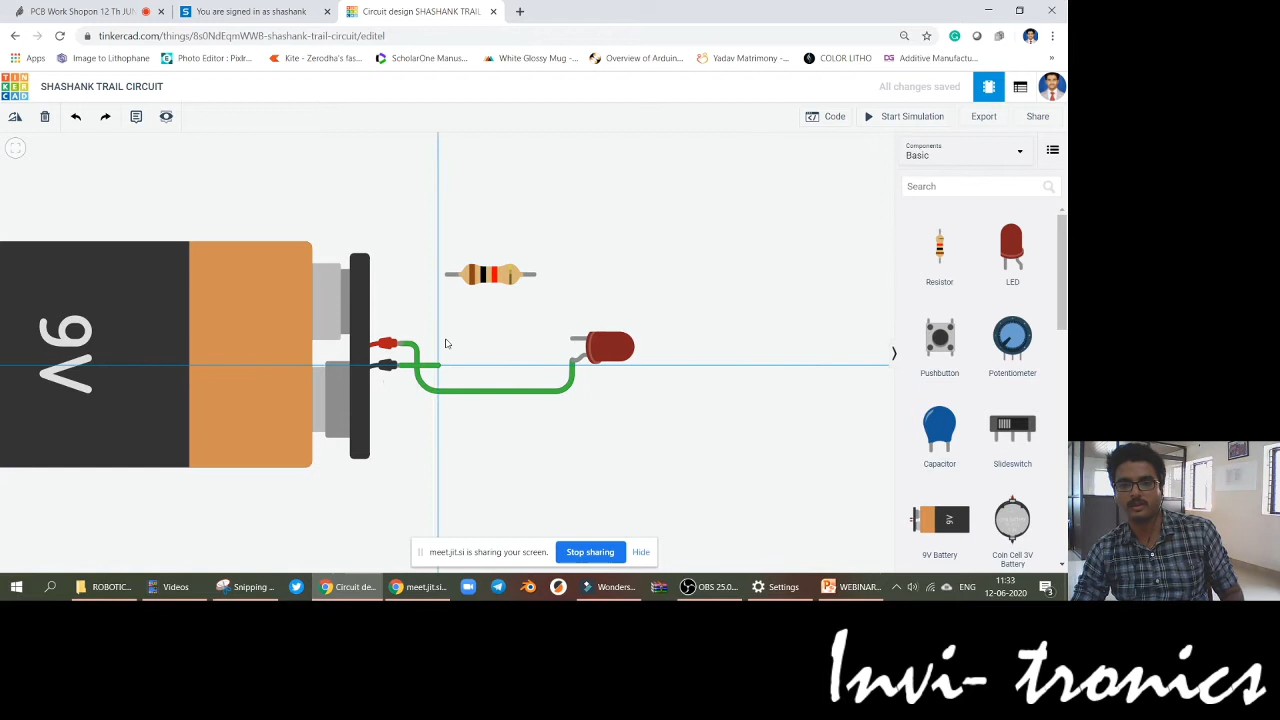 PCB Work Shopon 12 TH JUN
You are signed in as shashank
Circuit design SHASHANK TRAIL
tinkercad.com/things/8s0NdEqmWWB-shashank-trail-circuit/editel
Apps
Image to Lithophane
Photo Editor : Pixlr...
Kite - Zerodha's fas...
ScholarOne Manus...
White Glossy Mug -...
Overview of Arduin...
Yadav Matrimony -...
COLOR LITHO
Additive Manufactu...
TIN
KER
CAD
SHASHANK TRAIL CIRCUIT
All changes saved
Code
Start Simulation
Export
Share
Components
Basic
Search
Resistor
LED
Pushbutton
Potentiometer
Capacitor
Slideswitch
9V
9V Battery
Coin Cell 3V
Battery
9V
meet.jit.si is sharing your screen.
Stop sharing
Hide
ROBOTIC...
Videos
Snipping ...
Circuit de...
meet.jit.si...
Wonders...
OBS 25.0...
Settings
WEBINAR...
ENG
11:33
12-06-2020
3
Invi- tronics